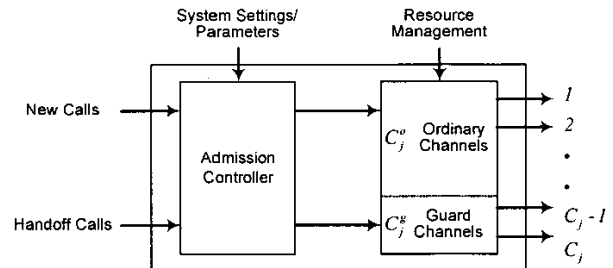 System Settings/
Parameters
Resource
Management
New Calls
Handoff Calls
Admission
Controller
C_j^o Ordinary
Channels
C_j^g Guard
Channels
1
2
C_j - 1
C_j